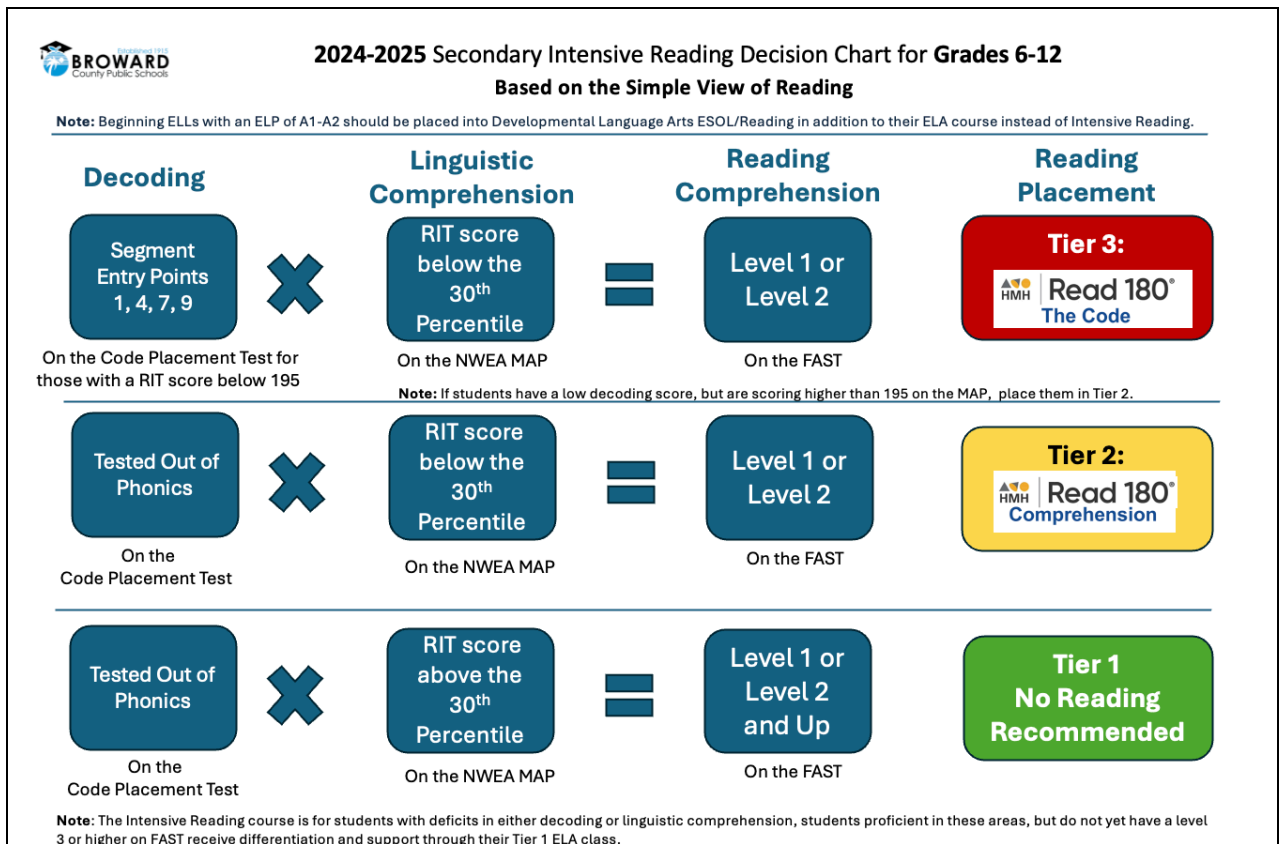 Established 1915
BROWARD
County Public Schools
2024-2025 Secondary Intensive Reading Decision Chart for Grades 6-12
Based on the Simple View of Reading
Note: Beginning ELLs with an ELP of A1-A2 should be placed into Developmental Language Arts ESOL/Reading in addition to their ELA course instead of Intensive Reading.
Decoding
Linguistic
Comprehension
Reading
Comprehension
Reading
Placement
Segment
Entry Points
1, 4, 7, 9
On the Code Placement Test for
those with a RIT score below 195
RIT score
below the
30th
Percentile
On the NWEA MAP
Level 1 or
Level 2
On the FAST
Tier 3:
HMH Read 180®
The Code
Note: If students have a low decoding score, but are scoring higher than 195 on the MAP, place them in Tier 2.
Tested Out of
Phonics
On the
Code Placement Test
RIT score
below the
30th
Percentile
On the NWEA MAP
Level 1 or
Level 2
On the FAST
Tier 2:
HMH Read 180®
Comprehension
Tested Out of
Phonics
On the
Code Placement Test
RIT score
above the
30th
Percentile
On the NWEA MAP
Level 1 or
Level 2
and Up
On the FAST
Tier 1
No Reading
Recommended
Note: The Intensive Reading course is for students with deficits in either decoding or linguistic comprehension, students proficient in these areas, but do not yet have a level
3 or higher on FAST receive differentiation and support through their Tier 1 ELA class.